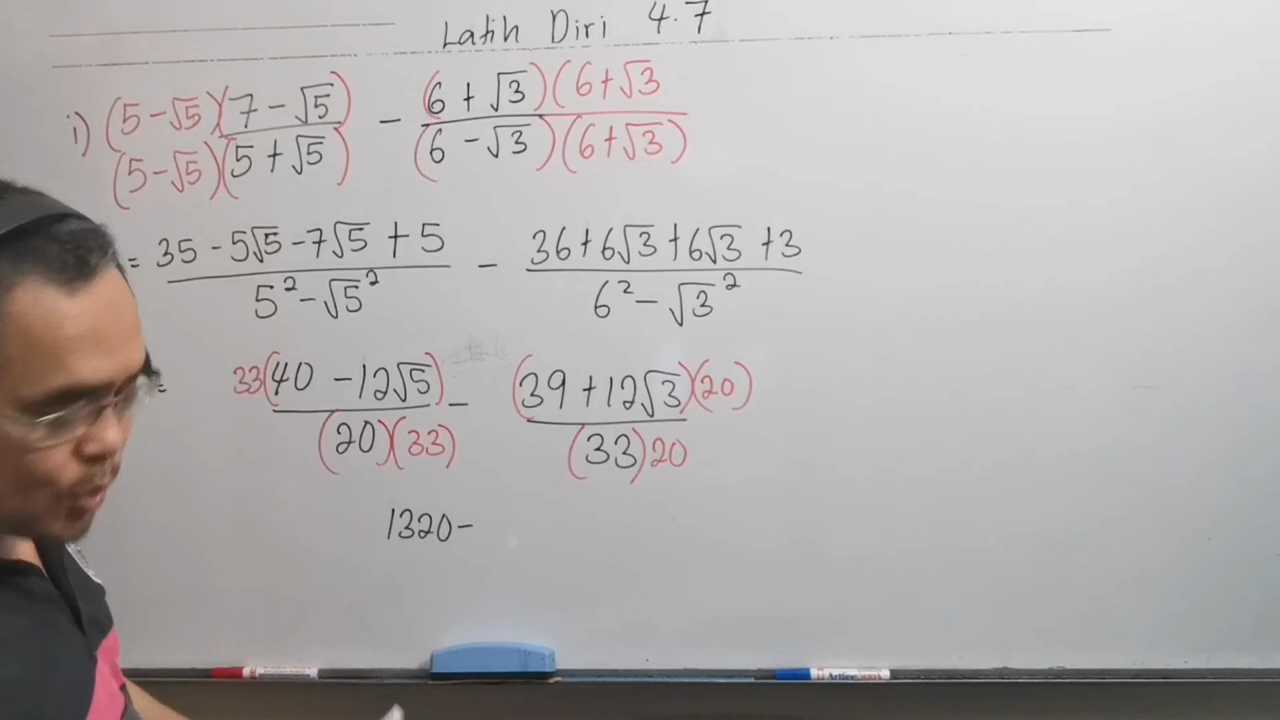 Latih Diri 4.7
i) (5-√5)(7-√5) / (5-√5)(5+√5) - (6+√3)(6+√3 / (6-√3)(6+√3)
= 35-5√5-7√5+5 / 5²-√5² - 36+6√3+6√3+3 / 6²-√3²
= 33(40-12√5) / (20)(33) - (39+12√3)(20) / (33)20
1320-
Artline